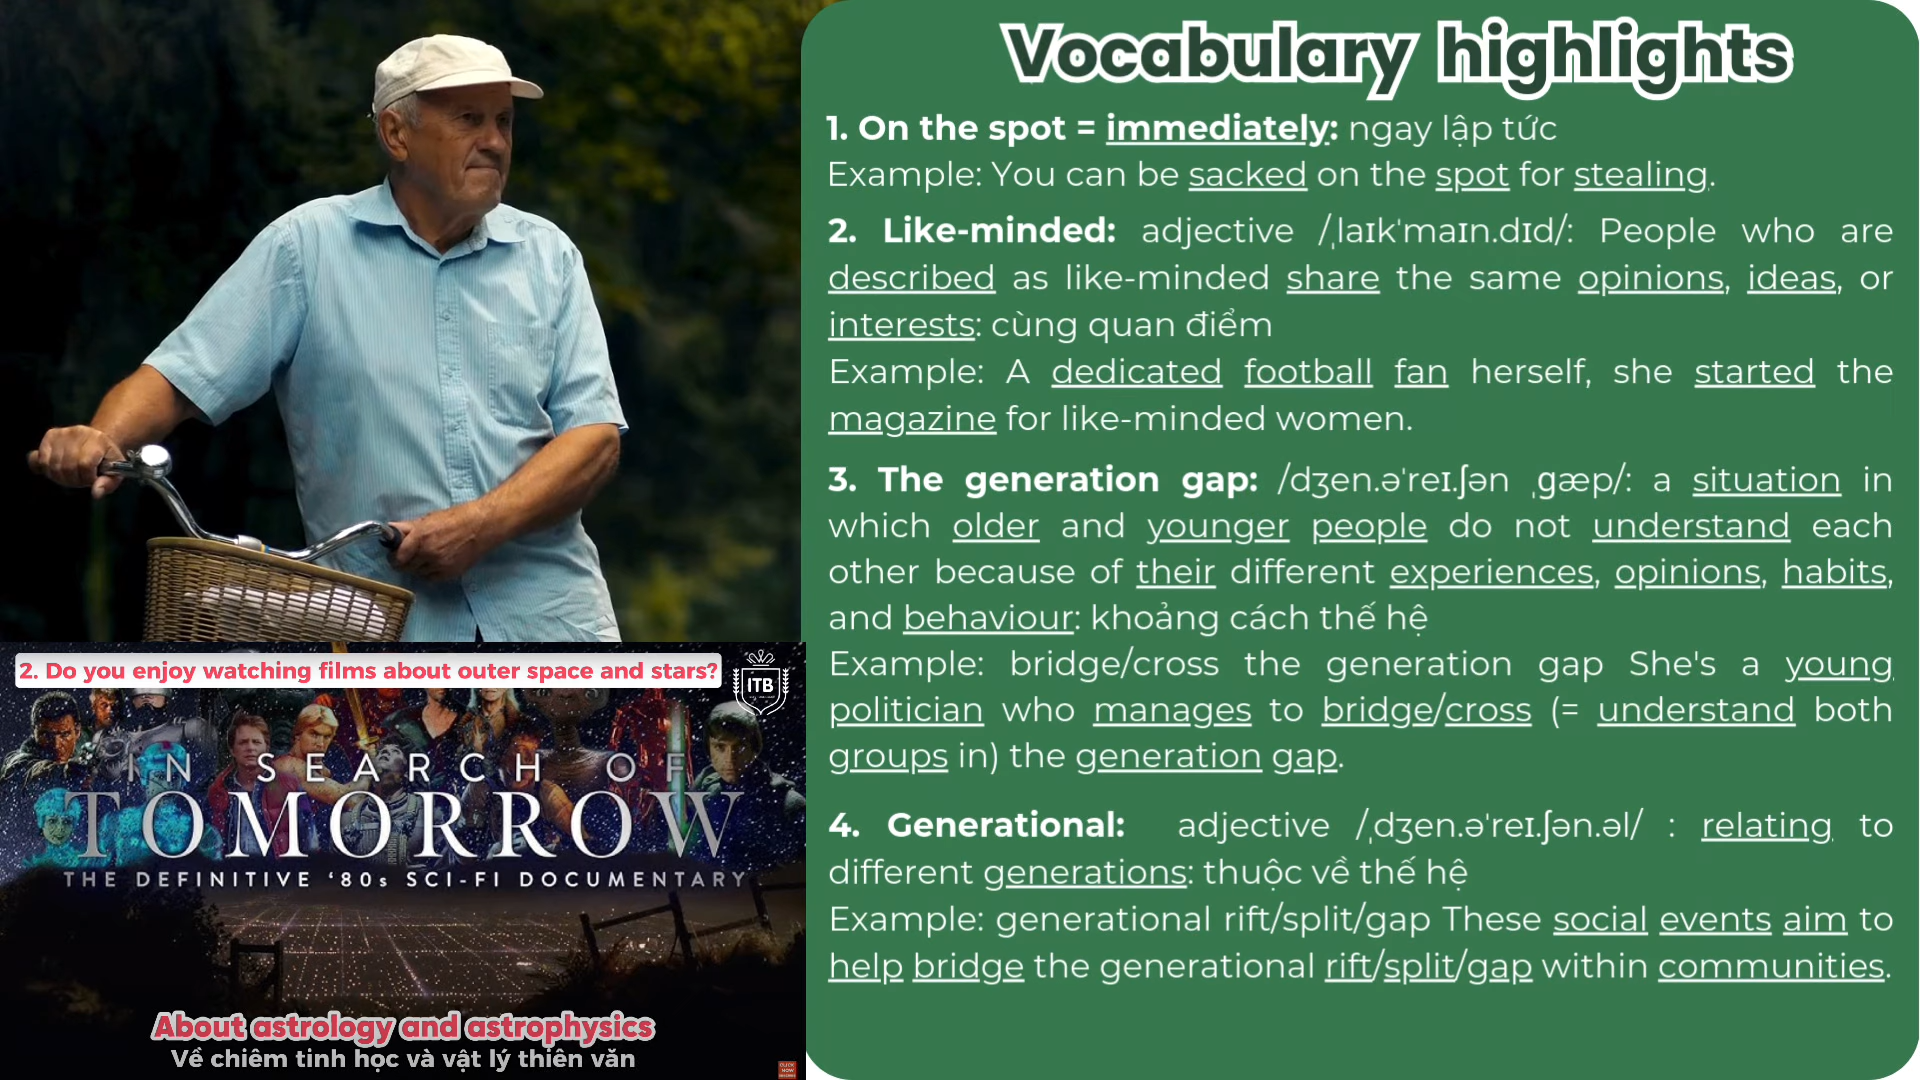 Vocabulary highlights
1. On the spot = immediately: ngay lập tức
Example: You can be sacked on the spot for stealing.
2. Like-minded: adjective /ˌlaɪkˈmaɪn.dɪd/: People who are
described as like-minded share the same opinions, ideas, or
interests: cùng quan điểm
Example: A dedicated football fan herself, she started the
magazine for like-minded women.
3. The generation gap: /dʒen.əˈreɪ.ʃən ˌɡæp/: a situation in
which older and younger people do not understand each
other because of their different experiences, opinions, habits,
and behaviour: khoảng cách thế hệ
Example: bridge/cross the generation gap She's a young
politician who manages to bridge/cross (= understand both
groups in) the generation gap.
4. Generational: adjective /ˌdʒen.əˈreɪ.ʃən.əl/ : relating to
different generations: thuộc về thế hệ
Example: generational rift/split/gap These social events aim to
help bridge the generational rift/split/gap within communities.
2. Do you enjoy watching films about outer space and stars?
ITB
IN SEARCH OF
TOMORROW
THE DEFINITIVE ‘80s SCI-FI DOCUMENTARY
About astrology and astrophysics
Về chiêm tinh học và vật lý thiên văn